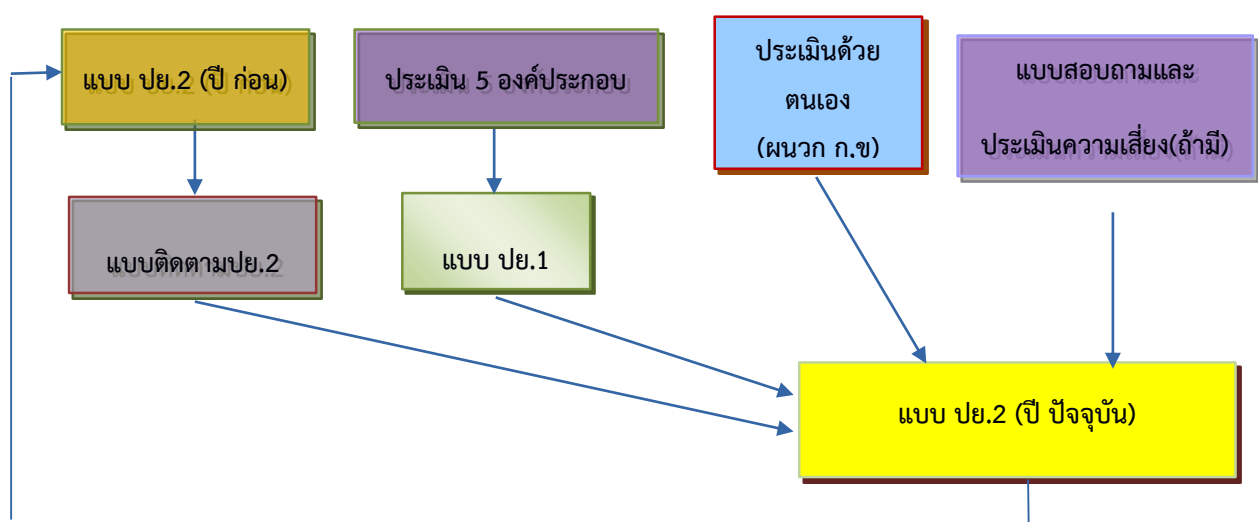 แบบ ปย.2 (ปี ก่อน)
ประเมิน 5 องค์ประกอบ
ประเมินด้วย
ตนเอง
(ผนวก ก.ข)
แบบสอบถามและ
ประเมินความเสี่ยง(ถ้ามี)
แบบติดตามปย.2
แบบ ปย.1
แบบ ปย.2 (ปี ปัจจุบัน)